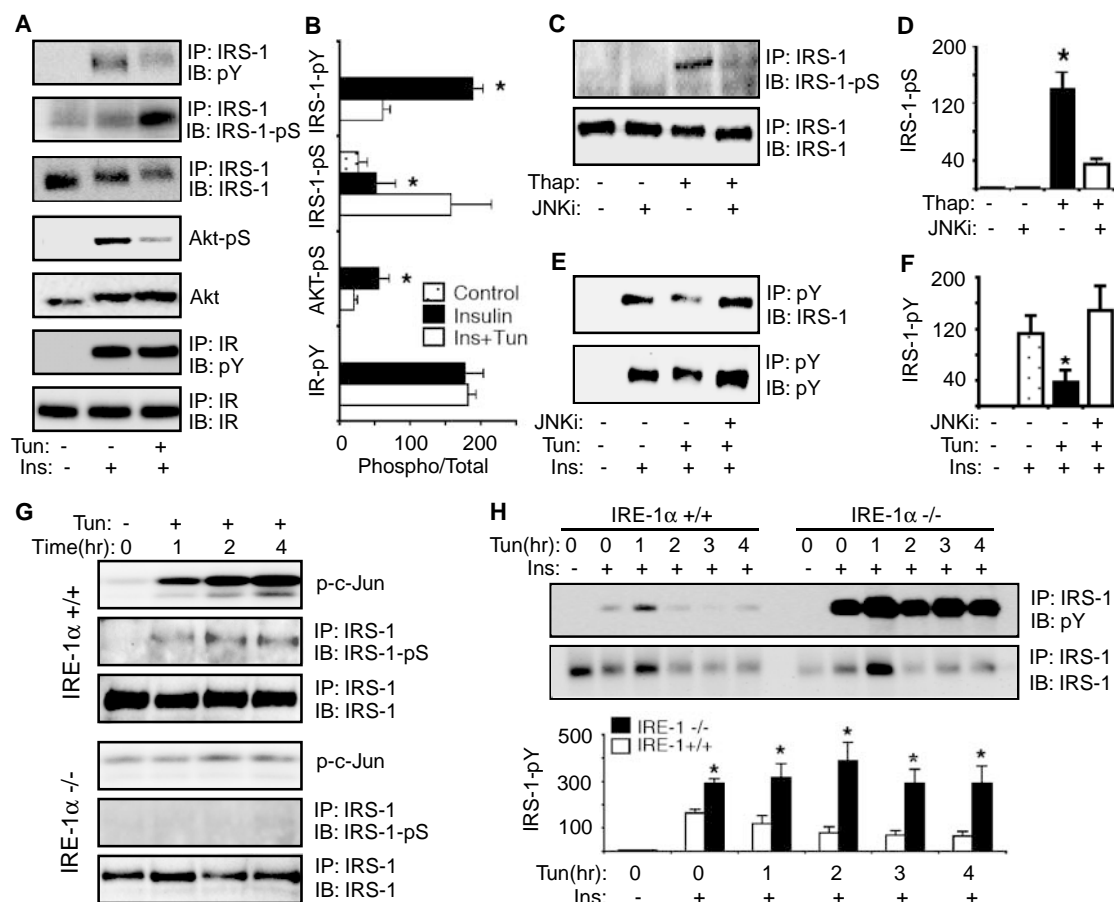 A
IP: IRS-1
IB: pY
IP: IRS-1
IB: IRS-1-pS
IP: IRS-1
IB: IRS-1
Akt-pS
Akt
IP: IR
IB: pY
IP: IR
IB: IR
Tun: - - +
Ins: - + +
B
IRS-1-pY
*
IRS-1-pS
*
AKT-pS
*
IR-pY
Control
Insulin
Ins+Tun
0 100 200
Phospho/Total
C
IP: IRS-1
IB: IRS-1-pS
IP: IRS-1
IB: IRS-1
Thap: - - + +
JNKi: - + - +
D
IRS-1-pS
200
120
40
*
Thap: - - + +
JNKi: - + - +
E
IP: pY
IB: IRS-1
IP: pY
IB: pY
JNKi: - - - +
Tun: - - + +
Ins: - + + +
F
IRS-1-pY
200
120
40
*
JNKi: - - - +
Tun: - - + +
Ins: - + + +
G
Tun: - + + +
Time(hr): 0 1 2 4
IRE-1α +/+
p-c-Jun
IP: IRS-1
IB: IRS-1-pS
IP: IRS-1
IB: IRS-1
IRE-1α -/-
p-c-Jun
IP: IRS-1
IB: IRS-1-pS
IP: IRS-1
IB: IRS-1
H
IRE-1α +/+ IRE-1α -/-
Tun(hr): 0 0 1 2 3 4 0 0 1 2 3 4
Ins: - + + + + + - + + + + +
IP: IRS-1
IB: pY
IP: IRS-1
IB: IRS-1
IRS-1-pY
500
300
100
IRE-1 -/-
IRE-1+/+
* * * * *
Tun(hr): 0 0 1 2 3 4
Ins: - + + + + +